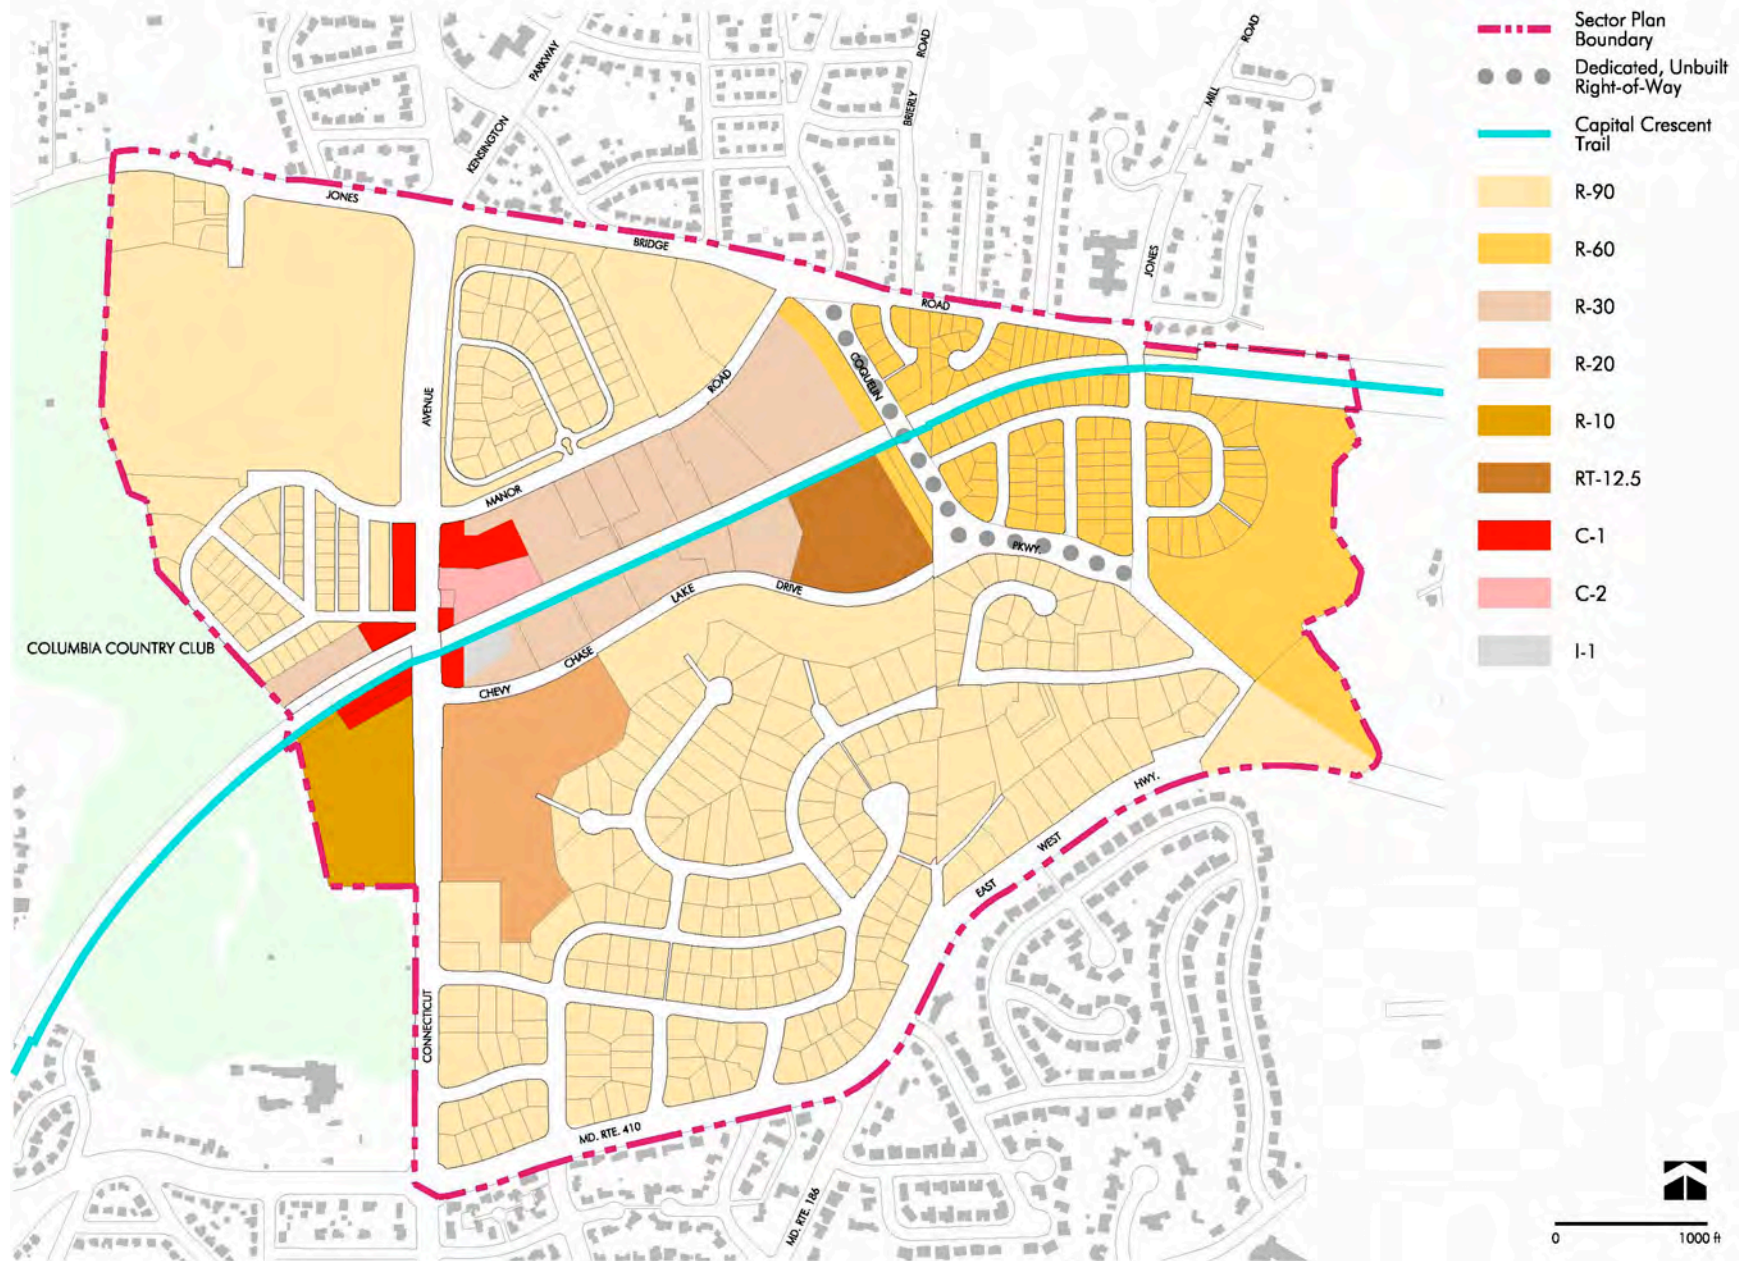 ROAD
ROAD
PARKWAY
KENSINGTON
BRIERLY
MILL
JONES
JONES
BRIDGE
ROAD
COQUELIN
PKWY.
AVENUE
ROAD
MANOR
LAKE
DRIVE
CHASE
CHEVY
COLUMBIA COUNTRY CLUB
HWY.
WEST
EAST
CONNECTICUT
MD. RTE. 410
MD. RTE. 186
Sector Plan
Boundary
Dedicated, Unbuilt
Right-of-Way
Capital Crescent
Trail
R-90
R-60
R-30
R-20
R-10
RT-12.5
C-1
C-2
I-1
0
1000 ft